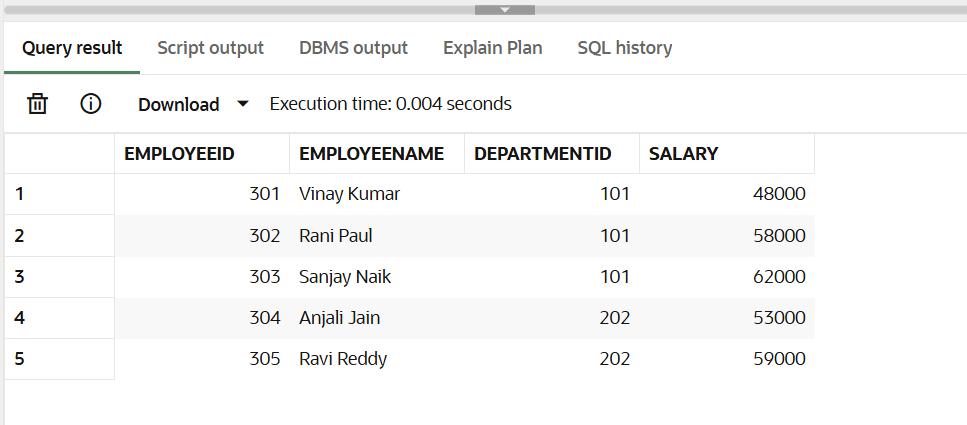 Query result Script output DBMS output Explain Plan SQL history
Download Execution time: 0.004 seconds
EMPLOYEEID EMPLOYEENAME DEPARTMENTID SALARY
1 301 Vinay Kumar 101 48000
2 302 Rani Paul 101 58000
3 303 Sanjay Naik 101 62000
4 304 Anjali Jain 202 53000
5 305 Ravi Reddy 202 59000